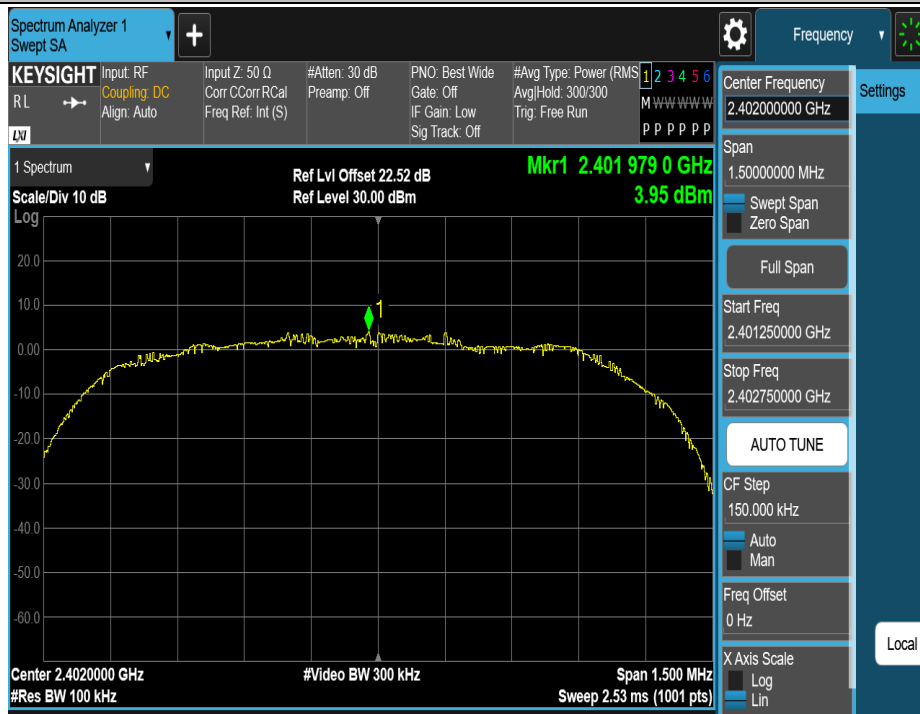 Spectrum Analyzer 1
Swept SA
+
Frequency
KEYSIGHT
RL
LXI
Input: RF
Coupling: DC
Align: Auto
Input Z: 50 Ω
Corr CCorr RCal
Freq Ref: Int (S)
#Atten: 30 dB
Preamp: Off
PNO: Best Wide
Gate: Off
IF Gain: Low
Sig Track: Off
#Avg Type: Power (RMS
Avg|Hold: 300/300
Trig: Free Run
1 2 3 4 5 6
M W W W W W
P P P P P P
1 Spectrum
Scale/Div 10 dB
Ref Lvl Offset 22.52 dB
Ref Level 30.00 dBm
Mkr1 2.401 979 0 GHz
3.95 dBm
Log
20.0
10.0
0.00
-10.0
-20.0
-30.0
-40.0
-50.0
-60.0
1
Center 2.4020000 GHz
#Res BW 100 kHz
#Video BW 300 kHz
Span 1.500 MHz
Sweep 2.53 ms (1001 pts)
Center Frequency
2.402000000 GHz
Span
1.50000000 MHz
Swept Span
Zero Span
Full Span
Start Freq
2.401250000 GHz
Stop Freq
2.402750000 GHz
AUTO TUNE
CF Step
150.000 kHz
Auto
Man
Freq Offset
0 Hz
X Axis Scale
Log
Lin
Settings
Local